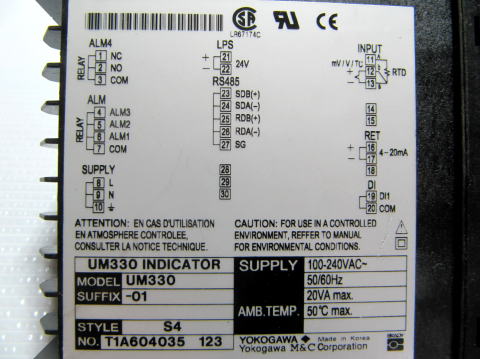 LR67174C
ALM4
RELAY
1 NC
2 NO
3 COM
ALM
RELAY
4 ALM3
5 ALM2
6 ALM1
7 COM
SUPPLY
8 L
9 N
10
LPS
+ 21
- 22
24V
RS485
23 SDB(+)
24 SDA(-)
25 RDB(+)
26 RDA(-)
27 SG
28
29
30
INPUT
mV/V/TC
11
12
13
RTD
14
15
RET
+ 16
- 17
18
4-20mA
DI
19 DI1
20 COM
ATTENTION: EN CAS D'UTILISATION
EN ATMOSPHERE CONTROLEE,
CONSULTER LA NOTICE TECHNIQUE.
CAUTION: FOR USE IN A CONTROLLED
ENVIRONMENT, REFFER TO MANUAL
FOR ENVIRONMENTAL CONDITIONS.
UM330 INDICATOR
MODEL UM330
SUFFIX -01
STYLE S4
NO. T1A604035 123
SUPPLY 100-240VAC~
50/60Hz
20VA max.
AMB.TEMP. 50°C max.
YOKOGAWA Made in Korea
Yokogawa M&C Corporation